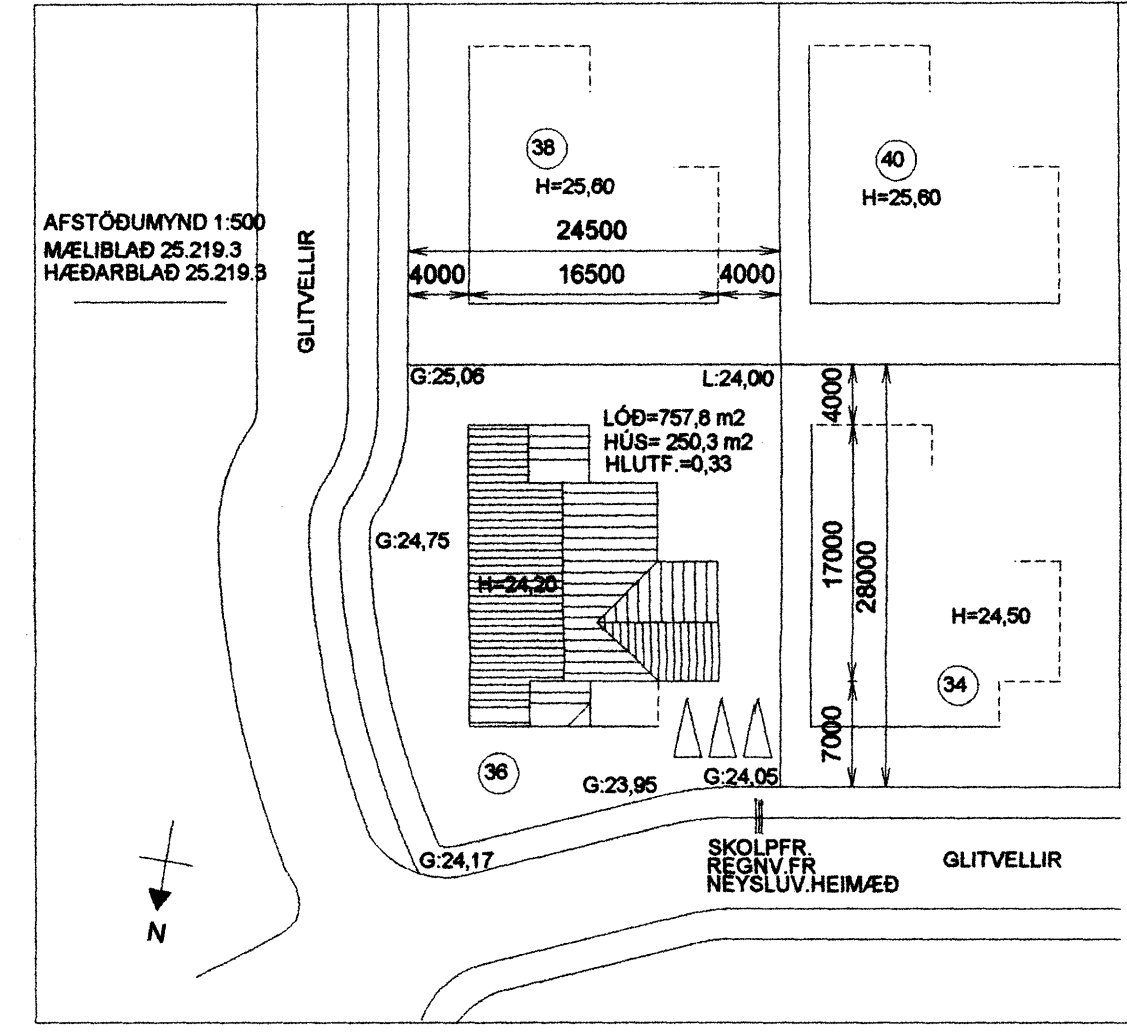 38
H=25,60
40
H=25,60
AFSTÖÐUMYND 1:500
MÆLIBLAÐ 25.219.3
HÆÐARBLAÐ 25.219.3
GLITVELLIR
24500
4000
16500
4000
G:25,06
L:24,00
4000
LÓÐ=757,8 m2
HÚS= 250,3 m2
HLUTF.=0,33
G:24,75
17000
28000
H=24,20
H=24,50
34
7000
36
G:23,95
G:24,05
G:24,17
SKOLPFR.
REGNV.FR
NEYSLUV.HEIMÆÐ
GLITVELLIR
N